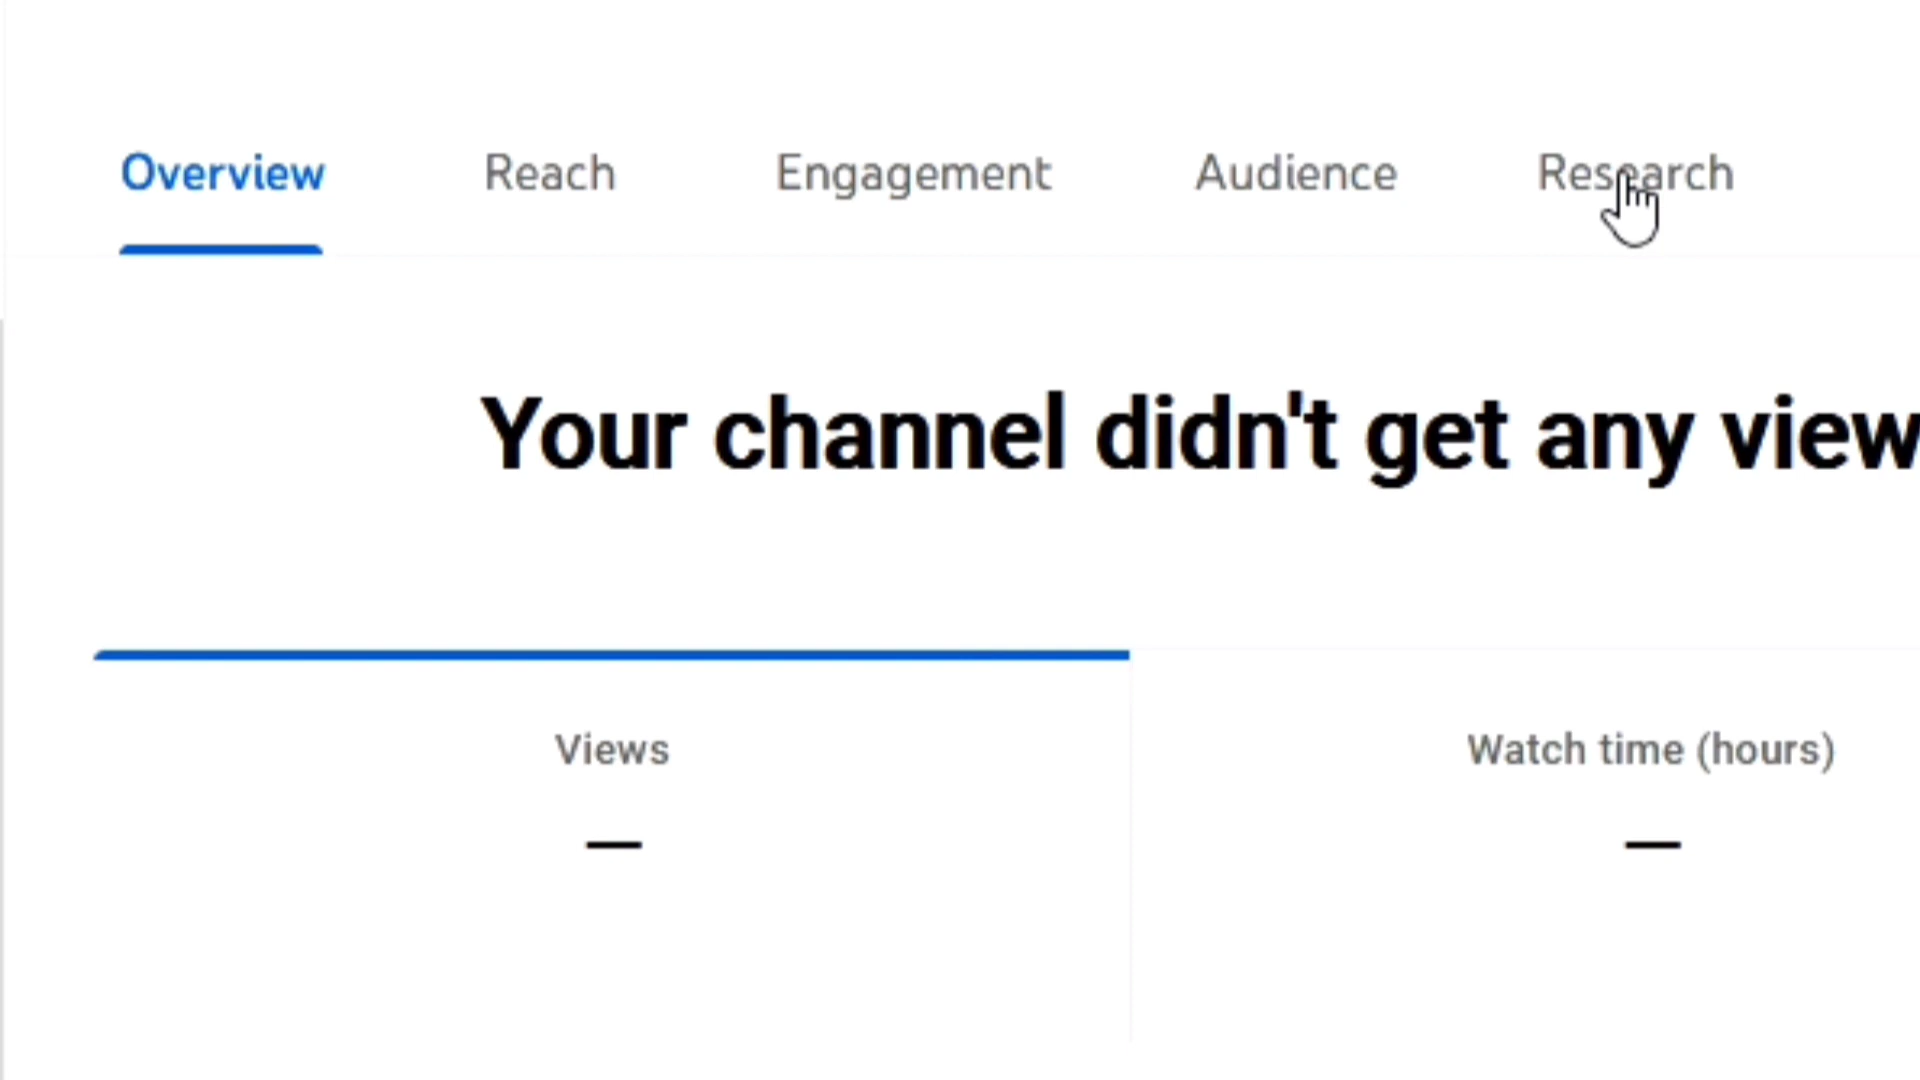 Overview Reach Engagement Audience Research
Your channel didn't get any view
Views Watch time (hours)
— —